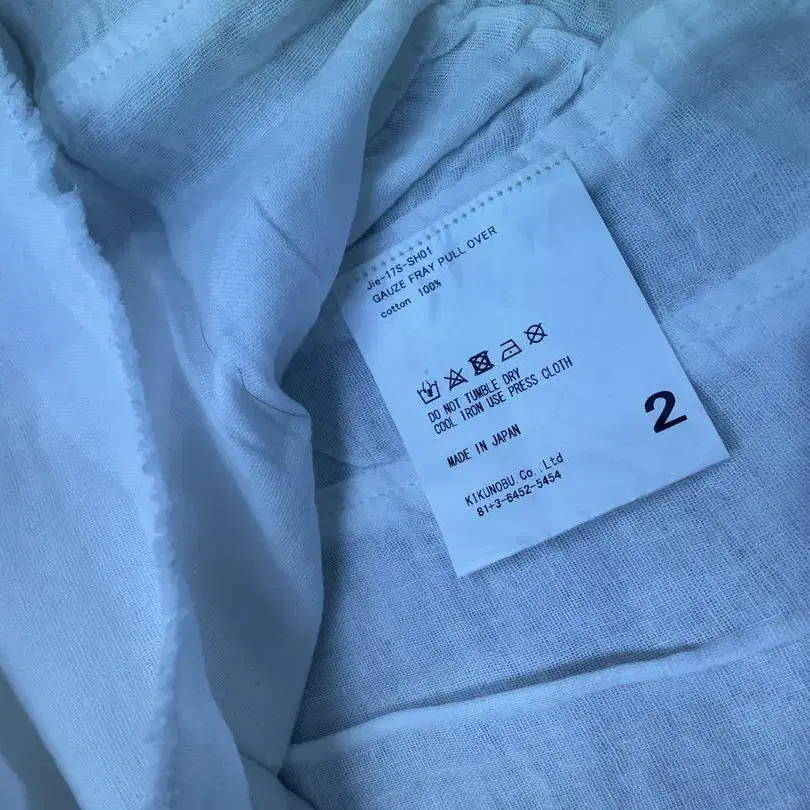 Jie-17S-SH01
GAUZE FRAY PULL OVER
cotton 100%
DO NOT TUMBLE DRY
COOL IRON USE PRESS CLOTH
MADE IN JAPAN
2
KIKUNOBU.Co.,Ltd
81+3-6452-5454